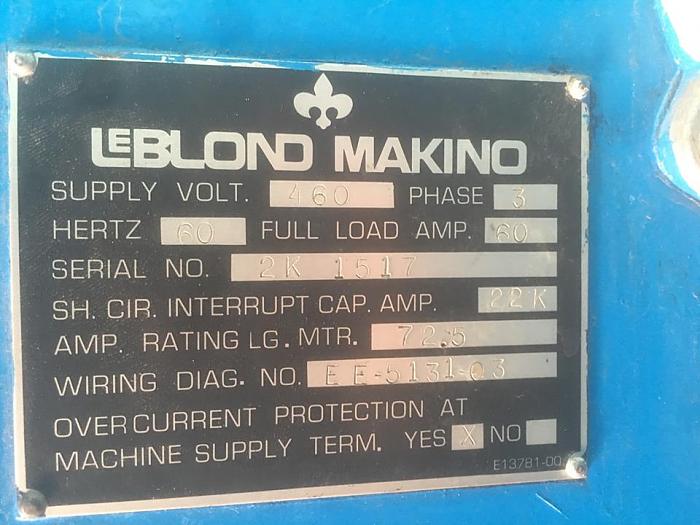 LEBLOND MAKINO
SUPPLY VOLT. 460 PHASE 3
HERTZ 60 FULL LOAD AMP. 60
SERIAL NO. 2K 1517
SH. CIR. INTERRUPT CAP. AMP. 22K
AMP. RATING LG. MTR. 72.5
WIRING DIAG. NO. EE-5131-03
OVERCURRENT PROTECTION AT
MACHINE SUPPLY TERM. YES X NO
E13781-00